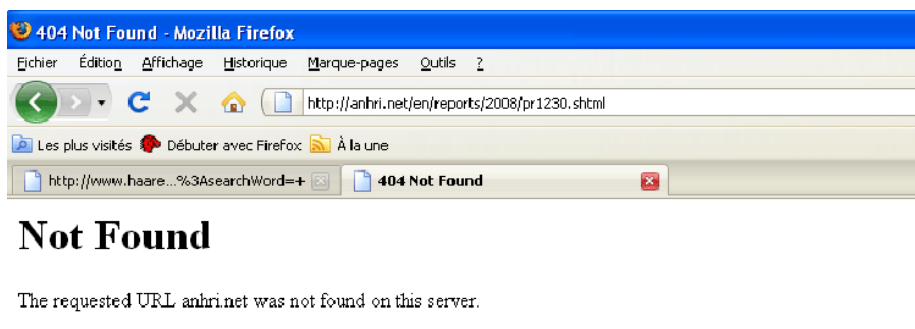 404 Not Found - Mozilla Firefox
Fichier Édition Affichage Historique Marque-pages Outils ?
http://anhri.net/en/reports/2008/pr1230.shtml
Les plus visités Débuter avec Firefox À la une
http://www.haare...%3AsearchWord=+ 404 Not Found
Not Found
The requested URL anhri.net was not found on this server.